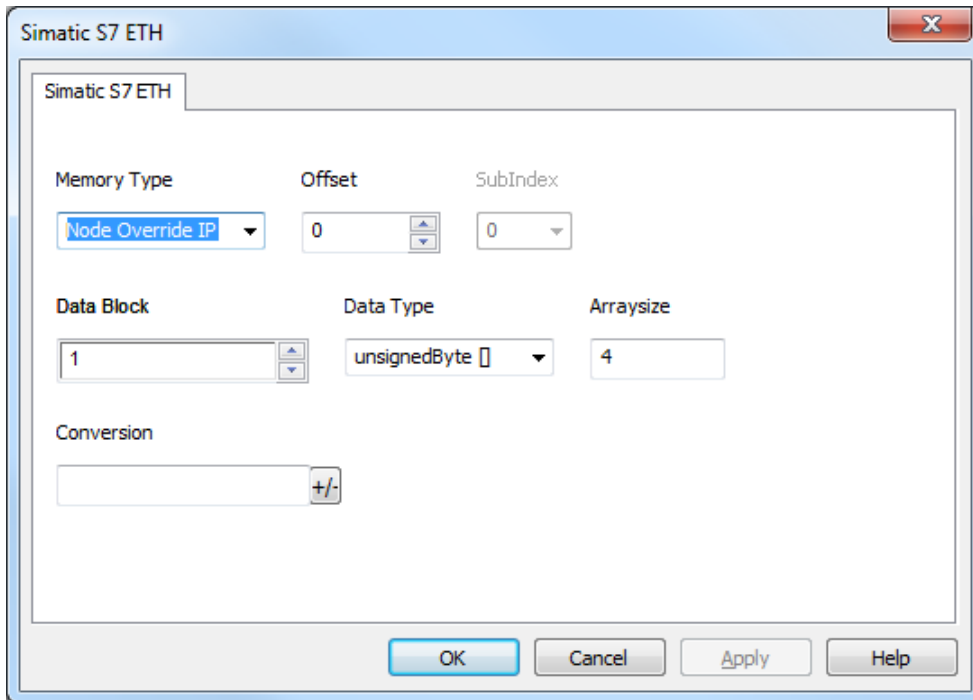 Simatic S7 ETH
Simatic S7 ETH
Memory Type Offset SubIndex
Node Override IP 0 0
Data Block Data Type Arraysize
1 unsignedByte [] 4
Conversion
+/-
OK Cancel Apply Help